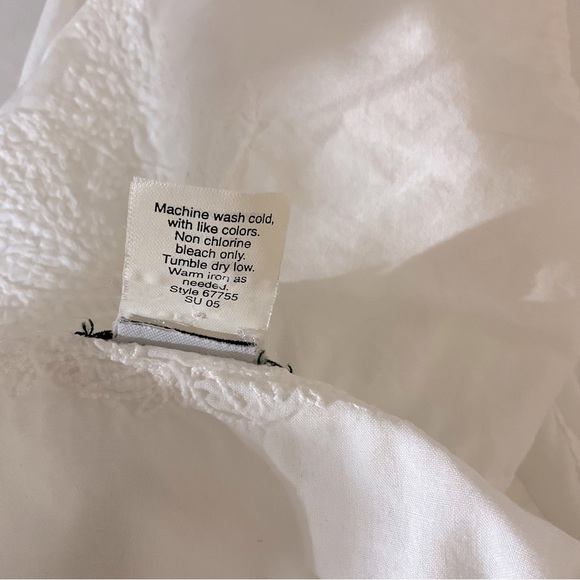 Machine wash cold,
with like colors.
Non chlorine
bleach only.
Tumble dry low.
Warm iron as
needed.
Style 67755
SU 05